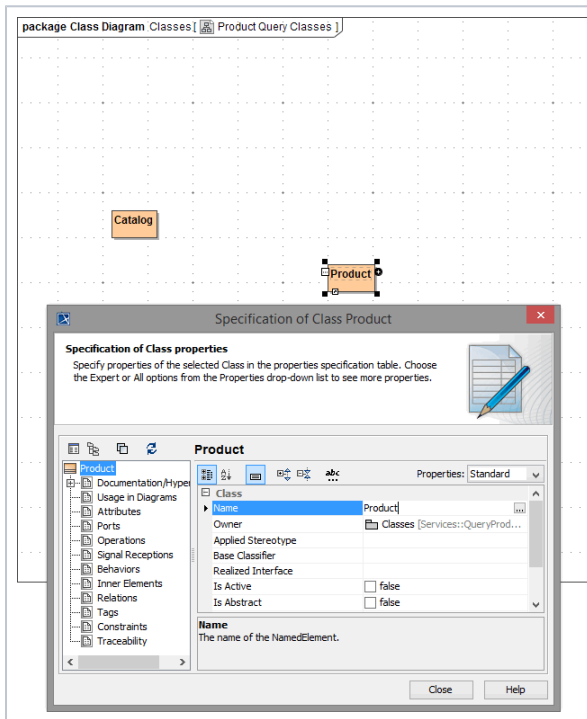 package Class Diagram Classes [ Product Query Classes ]
Catalog
Product
Specification of Class Product
Specification of Class properties
Specify properties of the selected Class in the properties specification table. Choose
the Expert or All options from the Properties drop-down list to see more properties.
Product
Product
Documentation/Hyper
Properties: Standard
Usage in Diagrams
Class
Attributes
Name Product
Ports
Owner Classes [Services::QueryProd...
Operations
Applied Stereotype
Signal Receptions
Base Classifier
Behaviors
Realized Interface
Inner Elements
Is Active false
Relations
Is Abstract false
Tags
Constraints
Traceability
Name
The name of the NamedElement.
Close Help